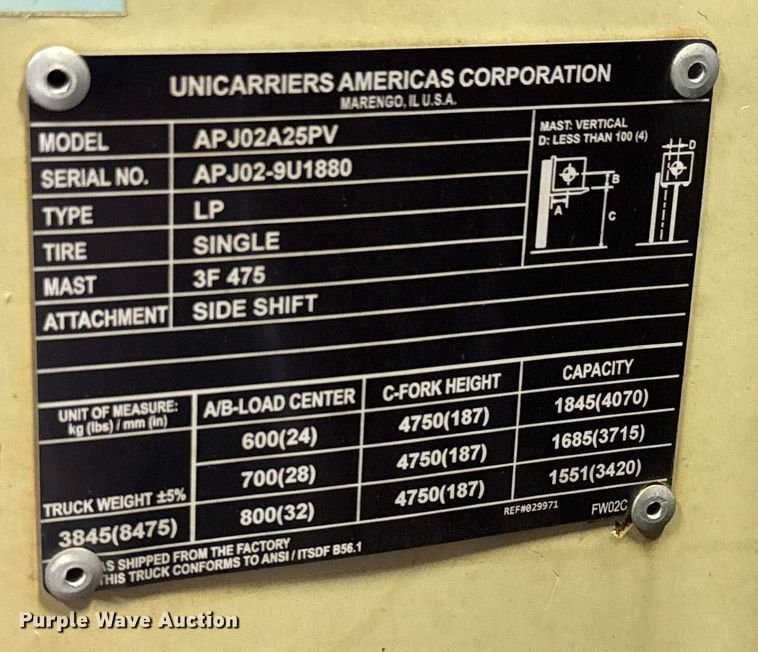 UNICARRIERS AMERICAS CORPORATION
MARENGO, IL U.S.A.
MODEL APJ02A25PV
SERIAL NO. APJ02-9U1880
TYPE LP
TIRE SINGLE
MAST 3F 475
ATTACHMENT SIDE SHIFT
MAST: VERTICAL
D: LESS THAN 100 (4)
D
B
A
C
UNIT OF MEASURE:
kg (lbs) / mm (in)
A/B-LOAD CENTER C-FORK HEIGHT CAPACITY
600(24) 4750(187) 1845(4070)
700(28) 4750(187) 1685(3715)
800(32) 4750(187) 1551(3420)
TRUCK WEIGHT ±5%
3845(8475)
REF#029971 FW02C
AS SHIPPED FROM THE FACTORY
THIS TRUCK CONFORMS TO ANSI / ITSDF B56.1
Purple Wave Auction